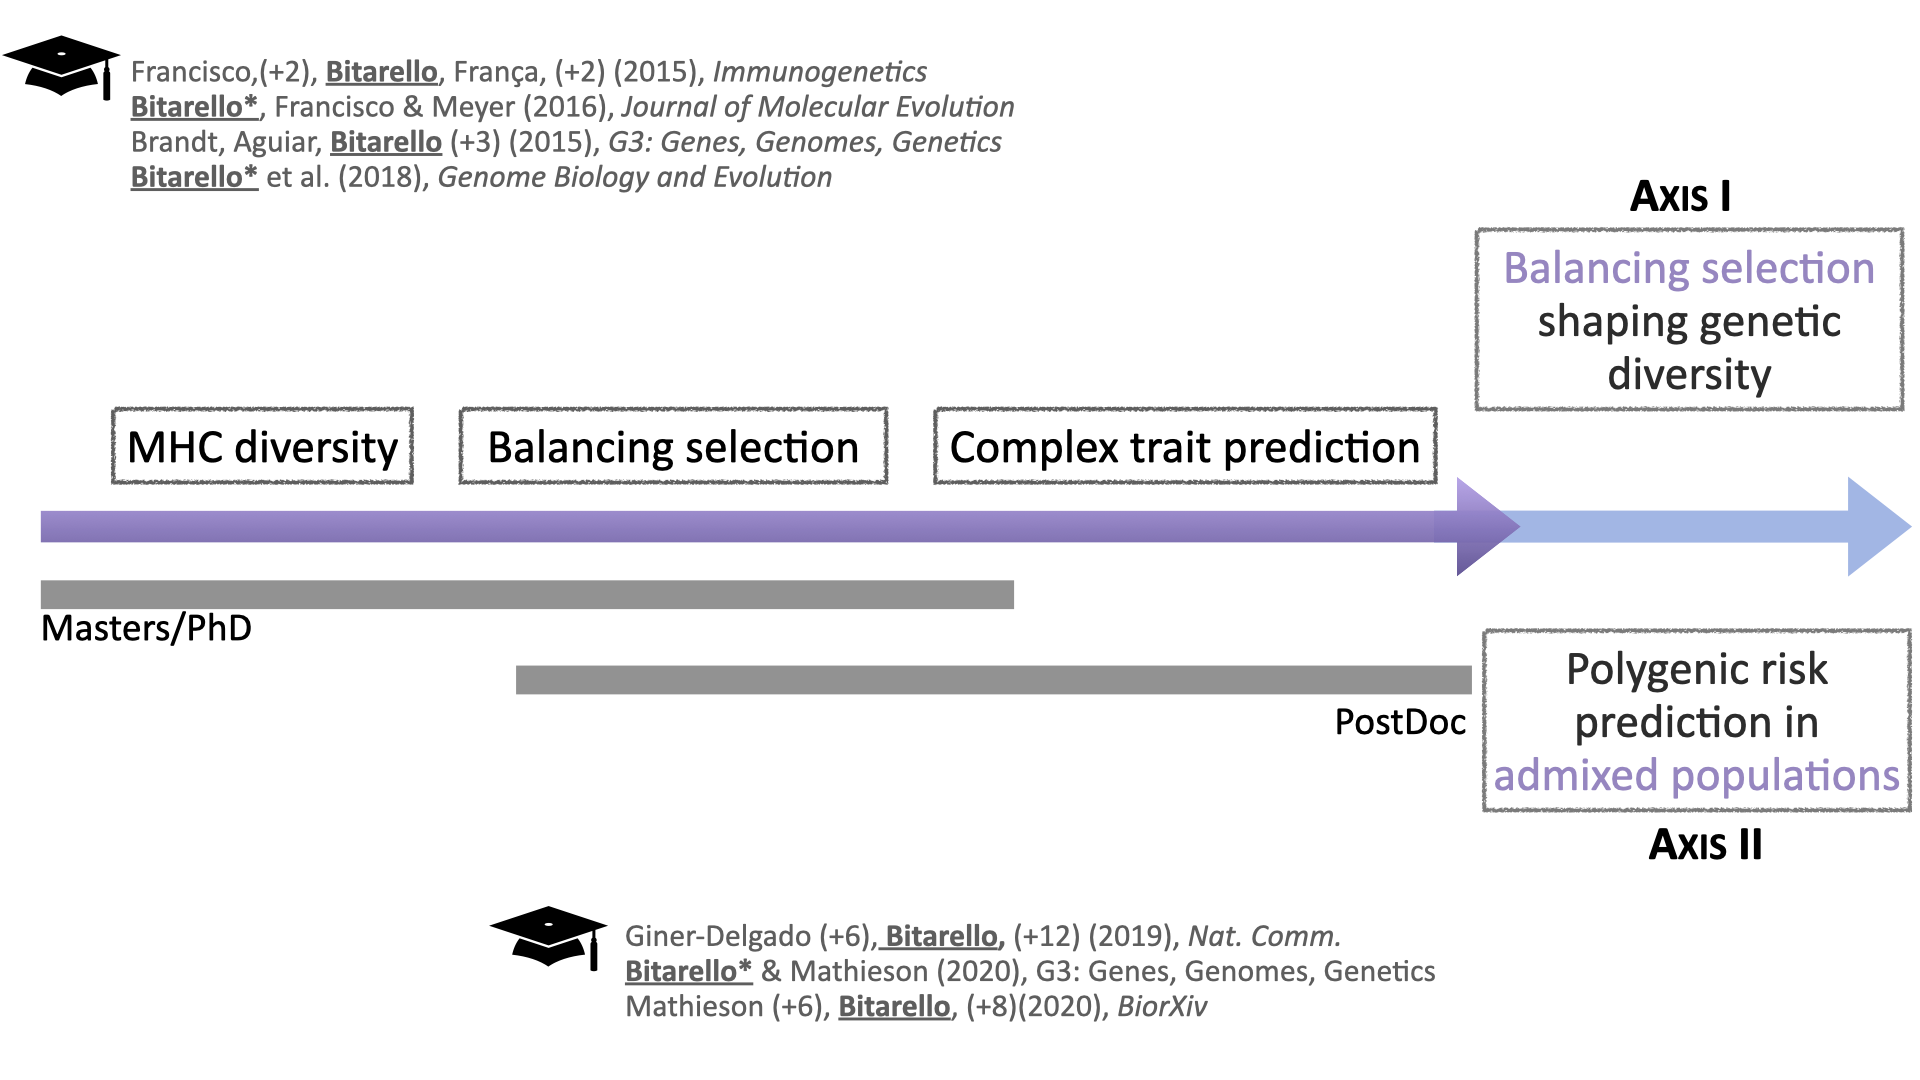 Francisco,(+2), Bitarello, França, (+2) (2015), Immunogenetics
Bitarello*, Francisco & Meyer (2016), Journal of Molecular Evolution
Brandt, Aguiar, Bitarello (+3) (2015), G3: Genes, Genomes, Genetics
Bitarello* et al. (2018), Genome Biology and Evolution
AXIS I
Balancing selection
shaping genetic
diversity
MHC diversity
Balancing selection
Complex trait prediction
Masters/PhD
PostDoc
Polygenic risk
prediction in
admixed populations
AXIS II
Giner-Delgado (+6), Bitarello, (+12) (2019), Nat. Comm.
Bitarello* & Mathieson (2020), G3: Genes, Genomes, Genetics
Mathieson (+6), Bitarello, (+8)(2020), BiorXiv